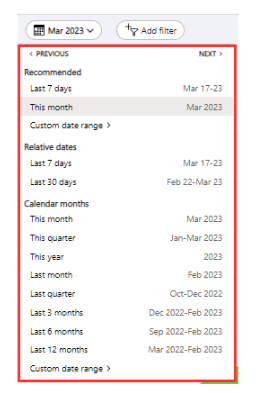 Mar 2023 Add filter
< PREVIOUS NEXT >
Recommended
Last 7 days Mar 17-23
This month Mar 2023
Custom date range >
Relative dates
Last 7 days Mar 17-23
Last 30 days Feb 22-Mar 23
Calendar months
This month Mar 2023
This quarter Jan-Mar 2023
This year 2023
Last month Feb 2023
Last quarter Oct-Dec 2022
Last 3 months Dec 2022-Feb 2023
Last 6 months Sep 2022-Feb 2023
Last 12 months Mar 2022-Feb 2023
Custom date range >